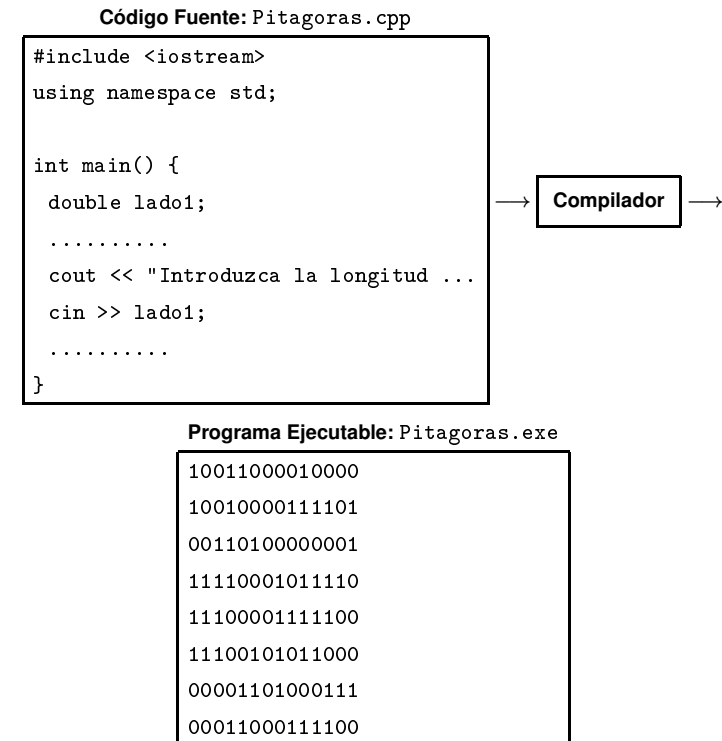 Código Fuente: Pitagoras.cpp
#include <iostream>
using namespace std;
int main() {
double lado1;
..........
cout << "Introduzca la longitud ...
cin >> lado1;
..........
}
⟶ Compilador ⟶
Programa Ejecutable: Pitagoras.exe
10011000010000
10010000111101
00110100000001
11110001011110
11100001111100
11100101011000
00001101000111
00011000111100